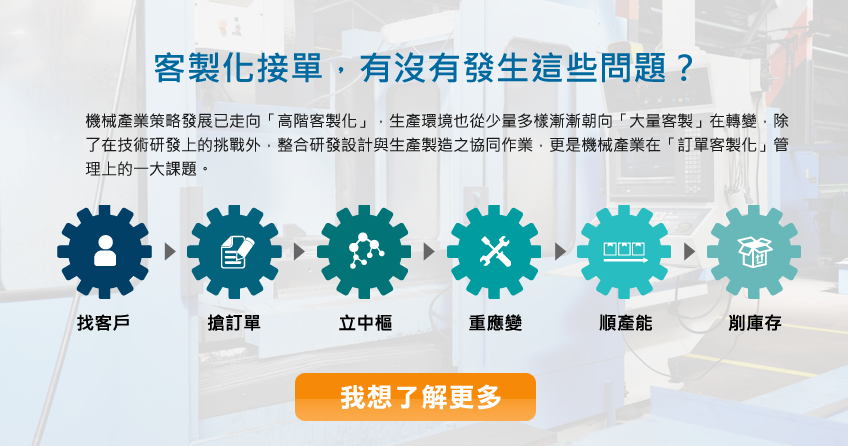 客製化接單，有沒有發生這些問題？
機械產業策略發展已走向「高階客製化」，生產環境也從少量多樣漸漸朝向「大量客製」在轉變，除
了在技術研發上的挑戰外，整合研發設計與生產製造之協同作業，更是機械產業在「訂單客製化」管
理上的一大課題。
找客戶
搶訂單
立中樞
重應變
順產能
削庫存
我想了解更多